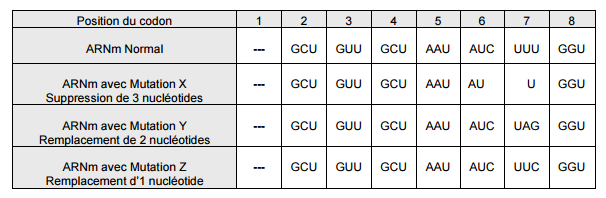 Position du codon 1 2 3 4 5 6 7 8
ARNm Normal --- GCU GUU GCU AAU AUC UUU GGU
ARNm avec Mutation X
Suppression de 3 nucléotides --- GCU GUU GCU AAU AU U GGU
ARNm avec Mutation Y
Remplacement de 2 nucléotides --- GCU GUU GCU AAU AUC UAG GGU
ARNm avec Mutation Z
Remplacement d'1 nucléotide --- GCU GUU GCU AAU AUC UUC GGU